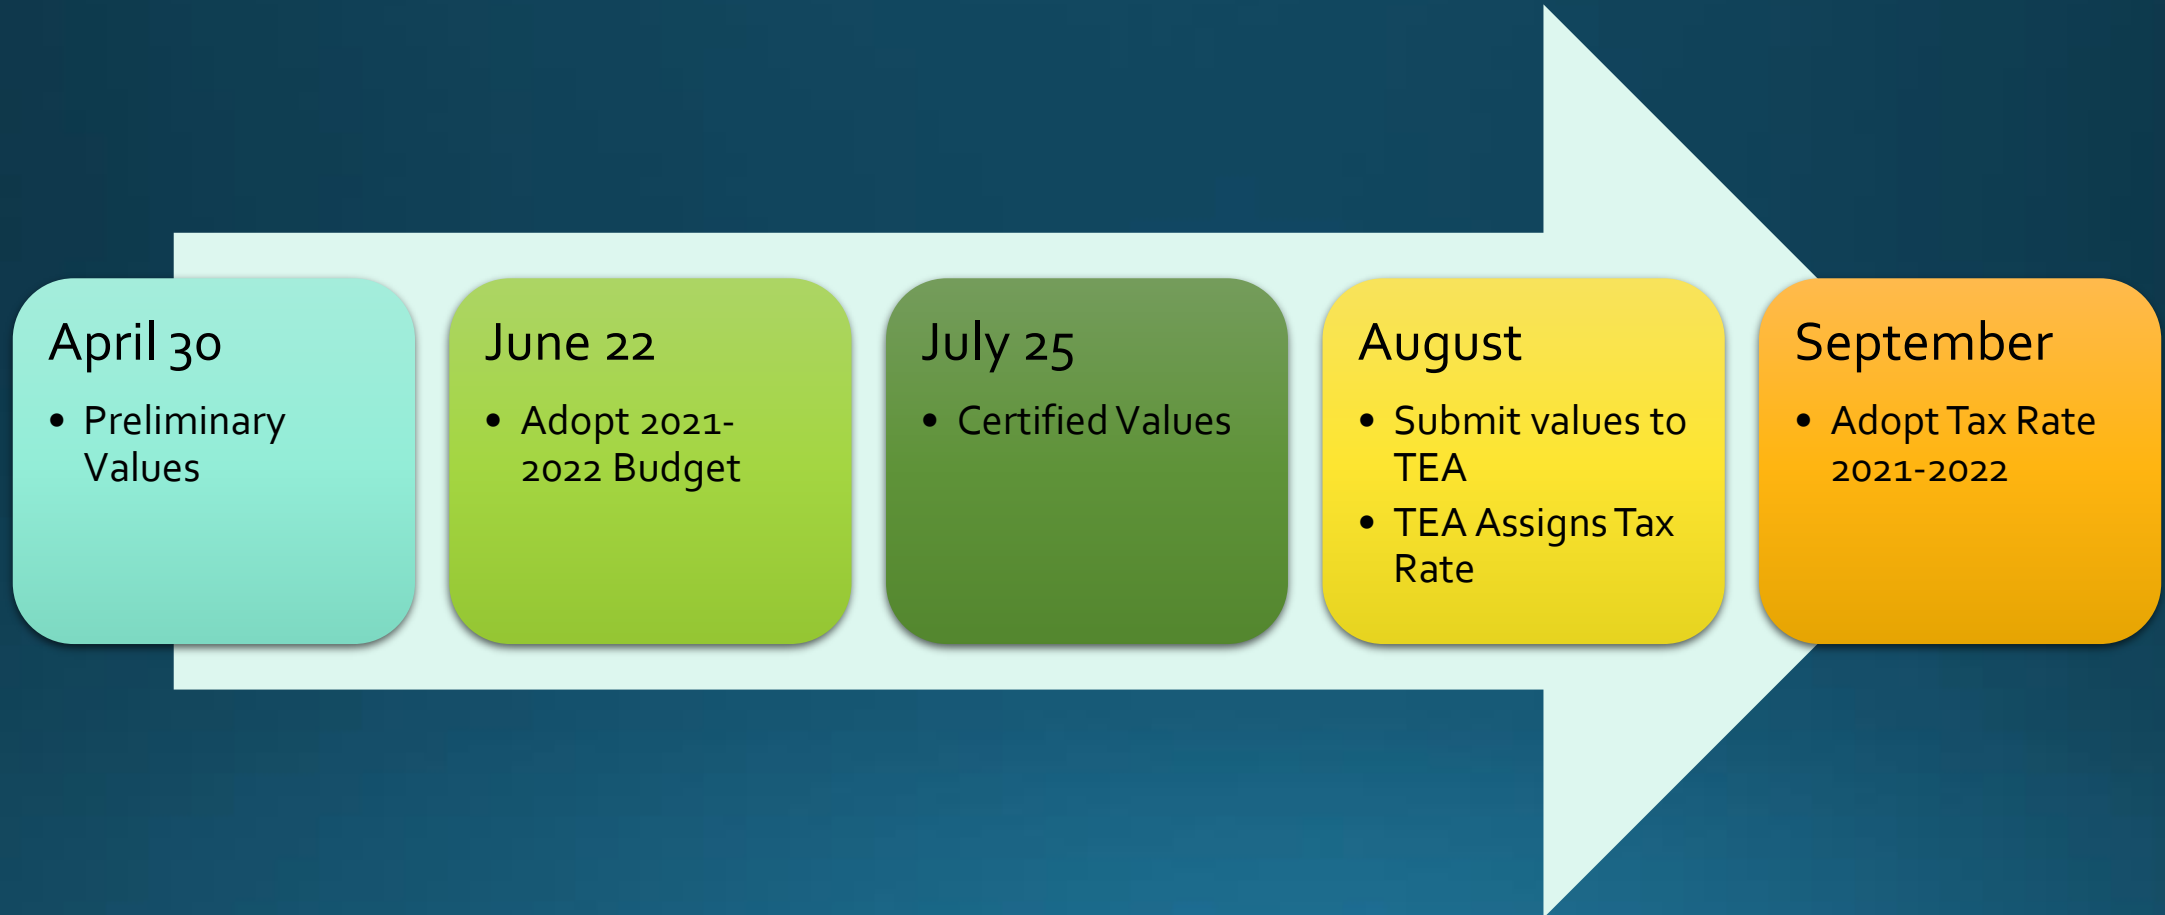 April 30
• Preliminary
Values
June 22
• Adopt 2021-
2022 Budget
July 25
• Certified Values
August
• Submit values to
TEA
• TEA Assigns Tax
Rate
September
• Adopt Tax Rate
2021-2022